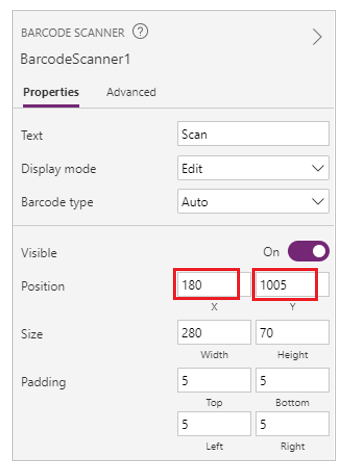 BARCODE SCANNER ?
BarcodeScanner1
Properties Advanced
Text Scan
Display mode Edit
Barcode type Auto
Visible On
Position 180 1005
X Y
Size 280 70
Width Height
Padding 5 5
Top Bottom
5 5
Left Right